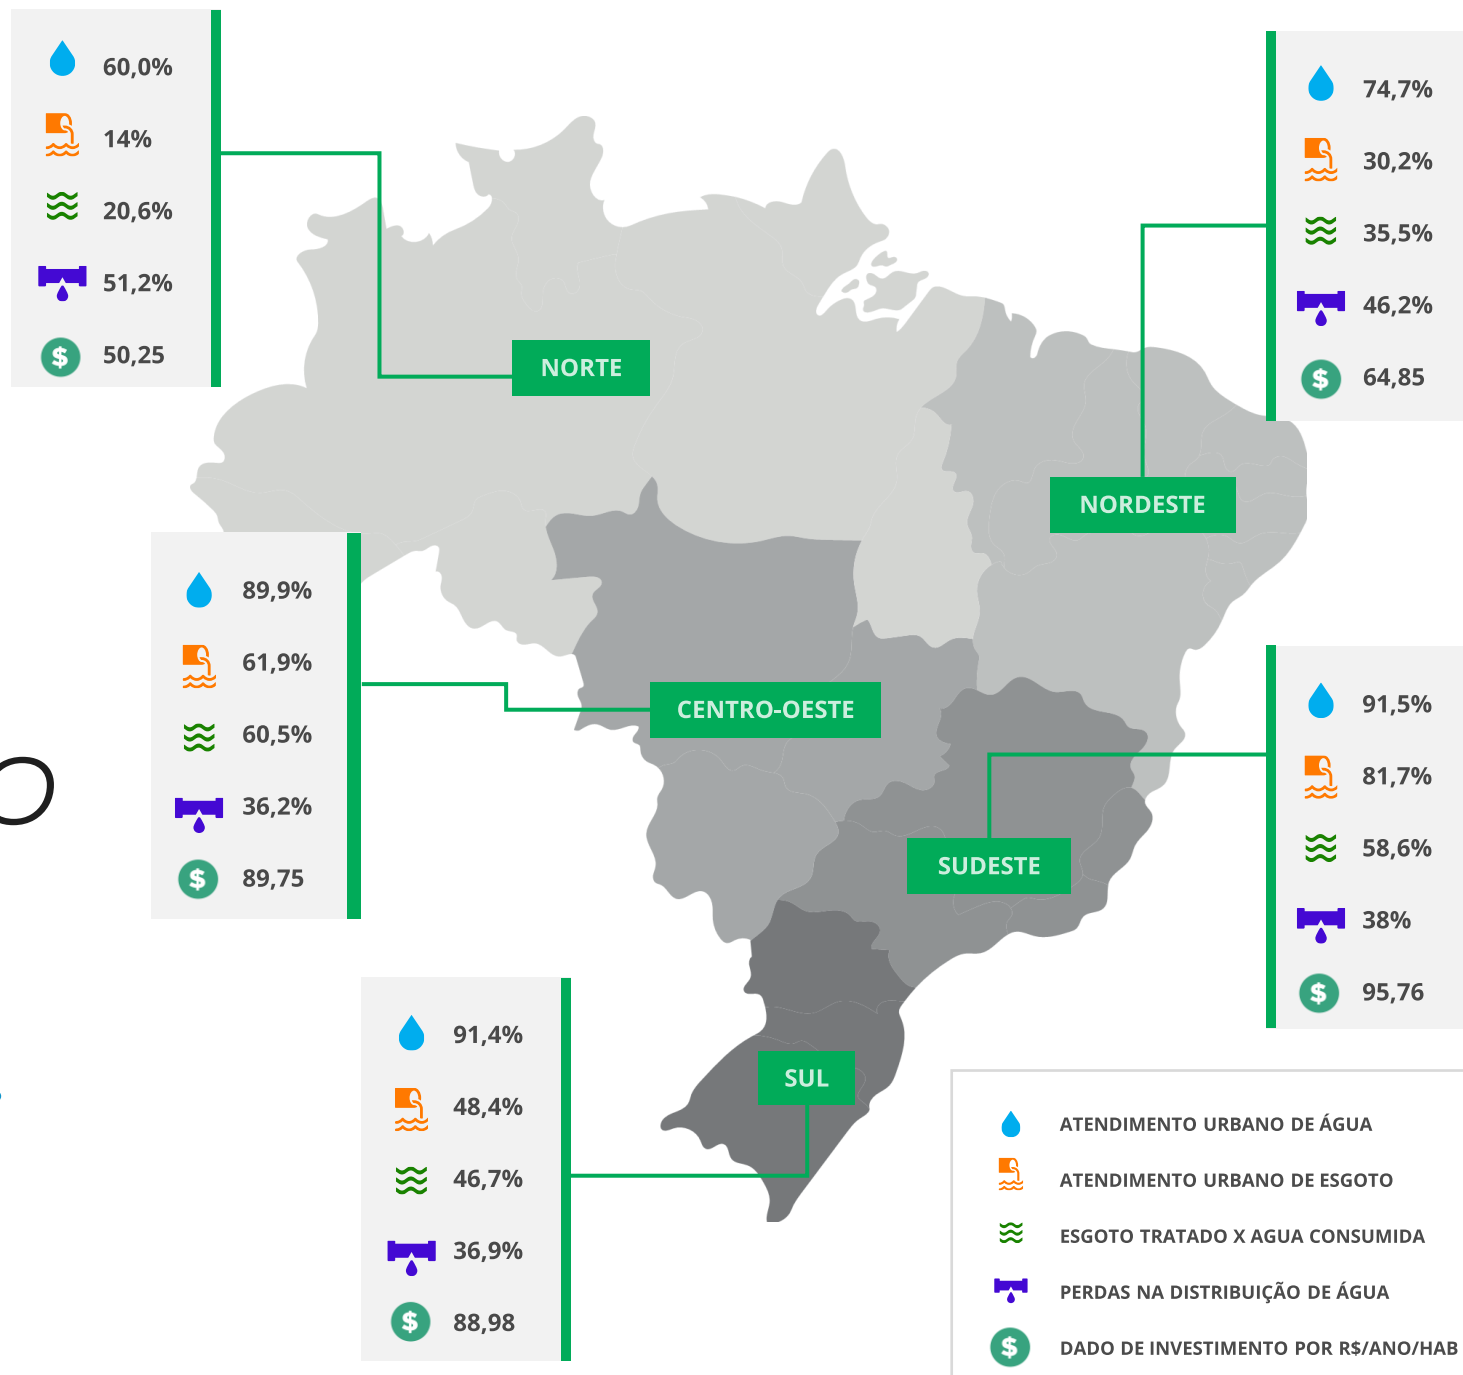 60,0%
14%
20,6%
51,2%
$ 50,25
NORTE
74,7%
30,2%
35,5%
46,2%
$ 64,85
NORDESTE
89,9%
61,9%
60,5%
36,2%
$ 89,75
CENTRO-OESTE
91,5%
81,7%
58,6%
38%
$ 95,76
SUDESTE
91,4%
48,4%
46,7%
36,9%
$ 88,98
SUL
ATENDIMENTO URBANO DE ÁGUA
ATENDIMENTO URBANO DE ESGOTO
ESGOTO TRATADO X AGUA CONSUMIDA
PERDAS NA DISTRIBUIÇÃO DE ÁGUA
$ DADO DE INVESTIMENTO POR R$/ANO/HAB